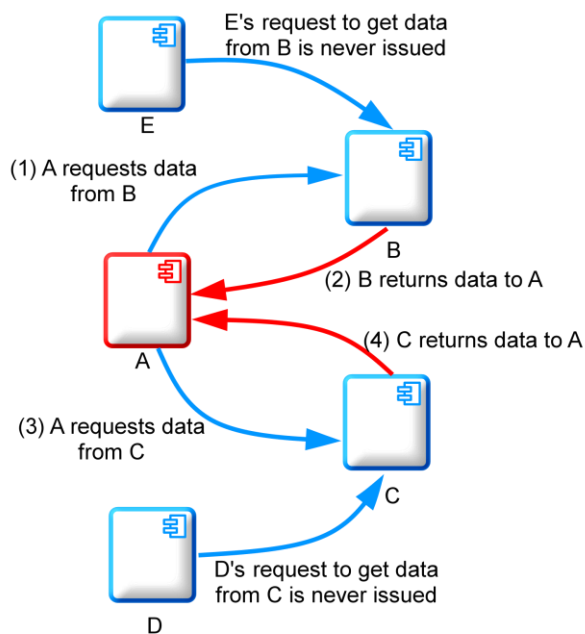 E's request to get data
from B is never issued
E
(1) A requests data
from B
B
(2) B returns data to A
A
(4) C returns data to A
(3) A requests data
from C
C
D's request to get data
from C is never issued
D